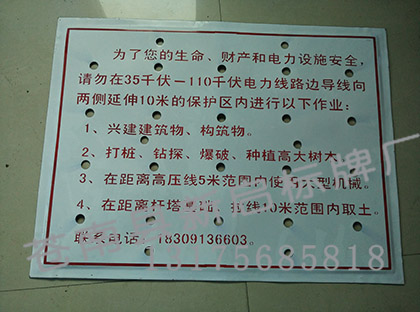 为了您的生命、财产和电力设施安全，
请勿在35千伏－110千伏电力线路边导线向
两侧延伸10米的保护区内进行以下作业：
1、兴建建筑物、构筑物。
2、打桩、钻探、爆破、种植高大树木。
3、在距离高压线5米范围内使用大型机械。
4、在距离杆塔基础、拉线10米范围内取土。
联系电话：18309136603。
标牌厂
15175685818